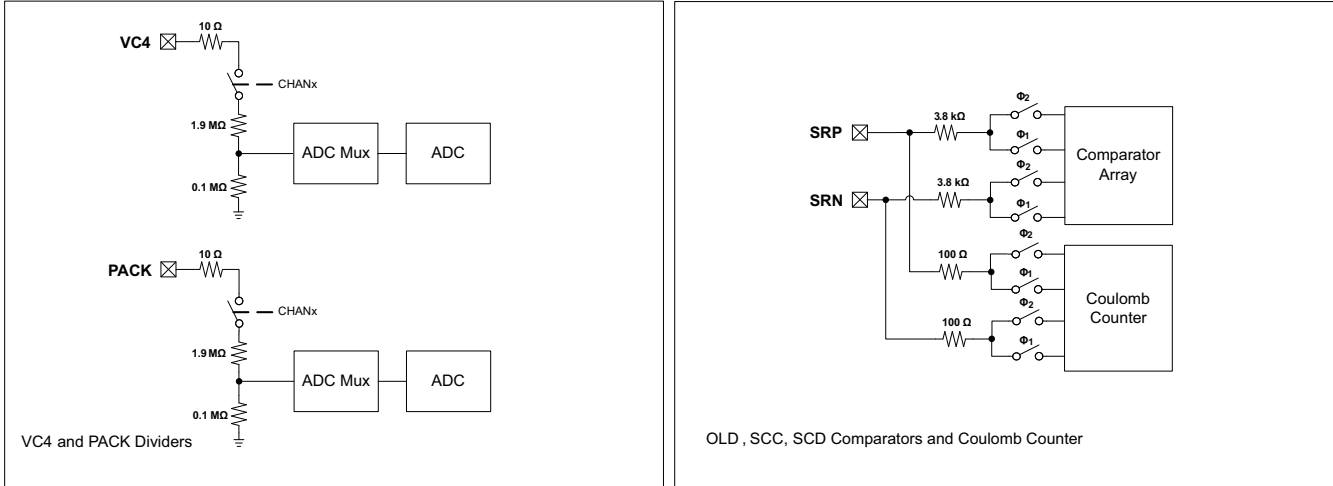 10 Ω
VC4
CHANx
1.9 MΩ
ADC Mux
ADC
0.1 MΩ
10 Ω
PACK
CHANx
1.9 MΩ
ADC Mux
ADC
0.1 MΩ
VC4 and PACK Dividers
Φ2
3.8 kΩ
SRP
Φ1
Comparator
Array
Φ2
3.8 kΩ
SRN
Φ1
Φ2
100 Ω
Φ1
Coulomb
Counter
Φ2
100 Ω
Φ1
OLD , SCC, SCD Comparators and Coulomb Counter